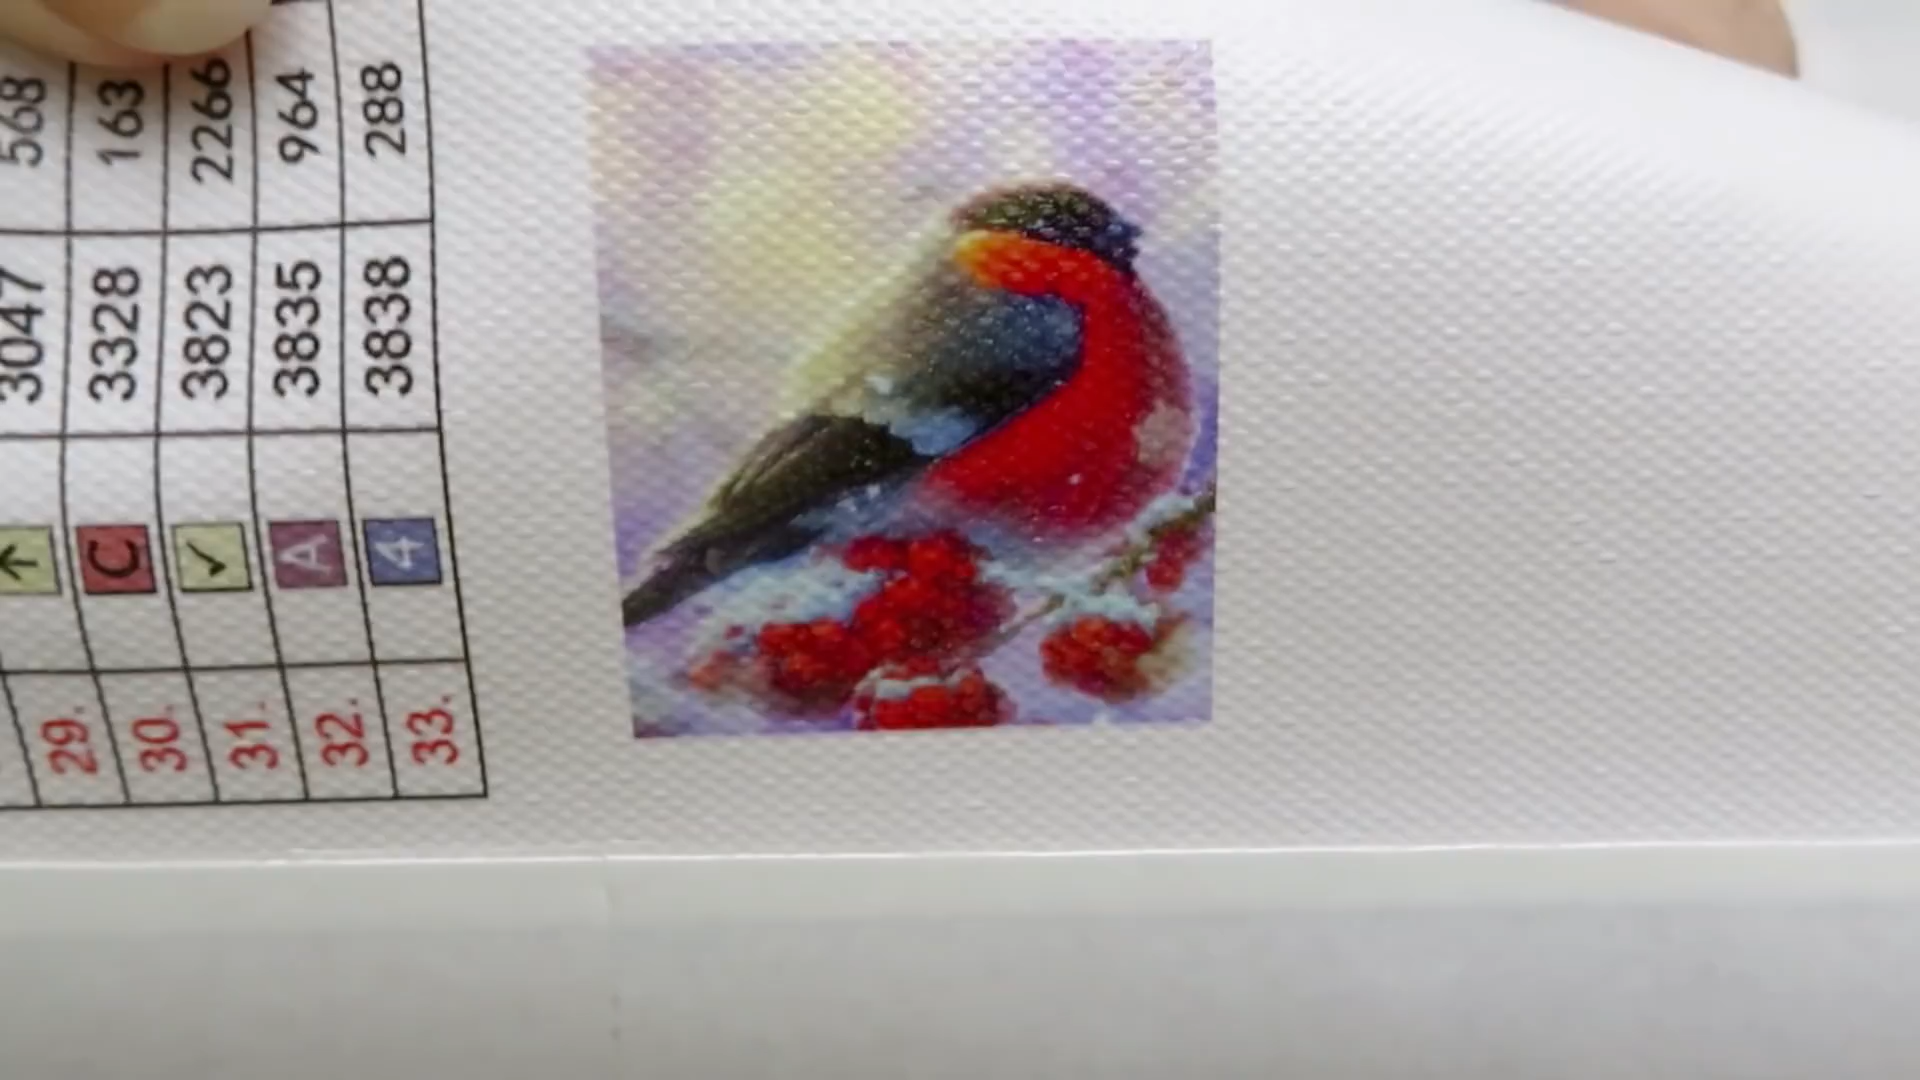 29. ↑ 3047 568
30. C 3328 163
31. ✓ 3823 2266
32. A 3835 964
33. 4 3838 288